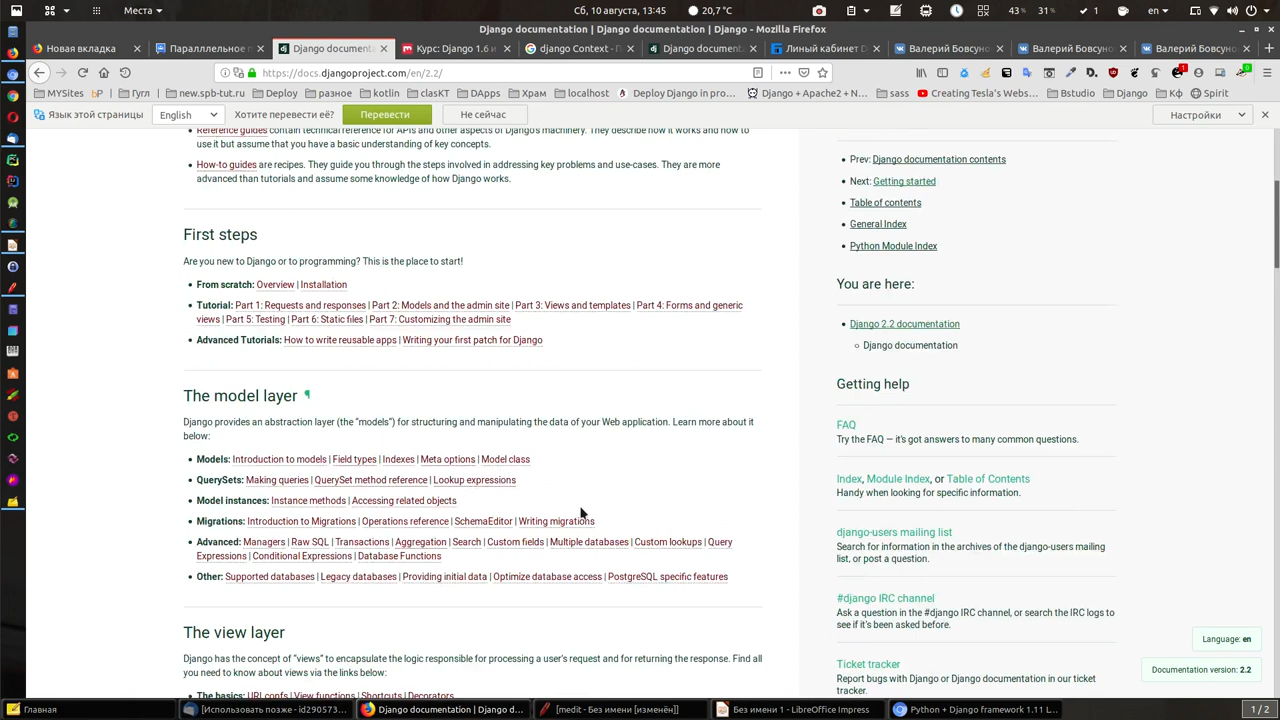 Места
Сб, 10 августа, 13:45
20,7 °C
43%
31%
1
en
Django documentation | Django documentation | Django - Mozilla Firefox
Новая вкладка
Паралллельное п
Django documenta
Курс: Django 1.6 и
django Context - П
Django documenta
Линый кабинет D
Валерий Бовсуно
Валерий Бовсуно
Валерий Бовсуно
https://docs.djangoproject.com/en/2.2/
MYSites
Гугл
new.spb-tut.ru
Deploy
разное
kotlin
clasKT
DApps
Храм
localhost
Deploy Django in pro...
Django + Apache2 + N...
sass
Creating Tesla's Webs...
Bstudio
Django
Кф
Spirit
Язык этой страницы
English
Хотите перевести её?
Перевести
Не сейчас
Настройки
Reference guides contain technical reference for APIs and other aspects of Django's machinery. They describe how it works and how to
use it but assume that you have a basic understanding of key concepts.
How-to guides are recipes. They guide you through the steps involved in addressing key problems and use-cases. They are more
advanced than tutorials and assume some knowledge of how Django works.
First steps
Are you new to Django or to programming? This is the place to start!
From scratch: Overview | Installation
Tutorial: Part 1: Requests and responses | Part 2: Models and the admin site | Part 3: Views and templates | Part 4: Forms and generic
views | Part 5: Testing | Part 6: Static files | Part 7: Customizing the admin site
Advanced Tutorials: How to write reusable apps | Writing your first patch for Django
The model layer ¶
Django provides an abstraction layer (the “models”) for structuring and manipulating the data of your Web application. Learn more about it
below:
Models: Introduction to models | Field types | Indexes | Meta options | Model class
QuerySets: Making queries | QuerySet method reference | Lookup expressions
Model instances: Instance methods | Accessing related objects
Migrations: Introduction to Migrations | Operations reference | SchemaEditor | Writing migrations
Advanced: Managers | Raw SQL | Transactions | Aggregation | Search | Custom fields | Multiple databases | Custom lookups | Query
Expressions | Conditional Expressions | Database Functions
Other: Supported databases | Legacy databases | Providing initial data | Optimize database access | PostgreSQL specific features
The view layer
Django has the concept of “views” to encapsulate the logic responsible for processing a user’s request and for returning the response. Find all
you need to know about views via the links below:
The basics: URLconfs | View functions | Shortcuts | Decorators
Prev: Django documentation contents
Next: Getting started
Table of contents
General Index
Python Module Index
You are here:
Django 2.2 documentation
Django documentation
Getting help
FAQ
Try the FAQ — it's got answers to many common questions.
Index, Module Index, or Table of Contents
Handy when looking for specific information.
django-users mailing list
Search for information in the archives of the django-users mailing
list, or post a question.
#django IRC channel
Ask a question in the #django IRC channel, or search the IRC logs to
see if it's been asked before.
Ticket tracker
Report bugs with Django or Django documentation in our ticket
tracker.
Language: en
Documentation version: 2.2
Главная
[Использовать позже - id290573...
Django documentation | Django d...
[medit - Без имени [изменён]]
Без имени 1 - LibreOffice Impress
Python + Django framework 1.11 L...
1 / 2